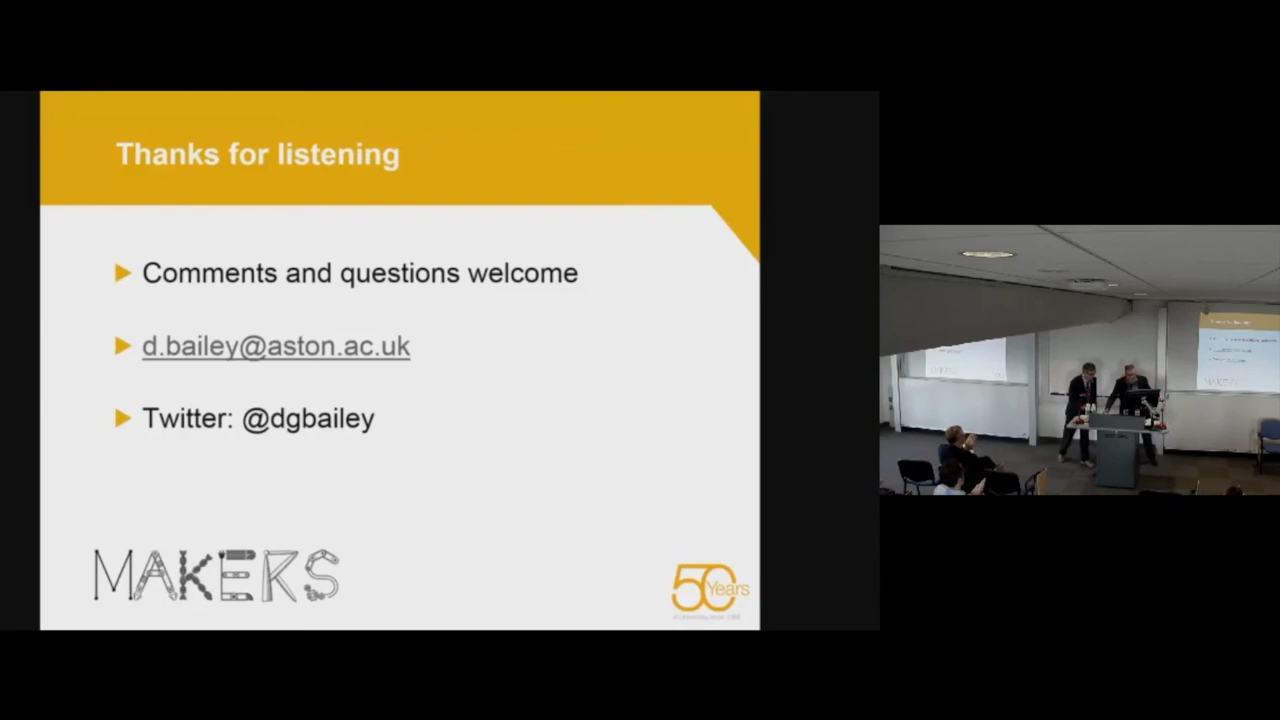 Thanks for listening
Comments and questions welcome
d.bailey@aston.ac.uk
Twitter: @dgbailey
MAKERS
50 Years